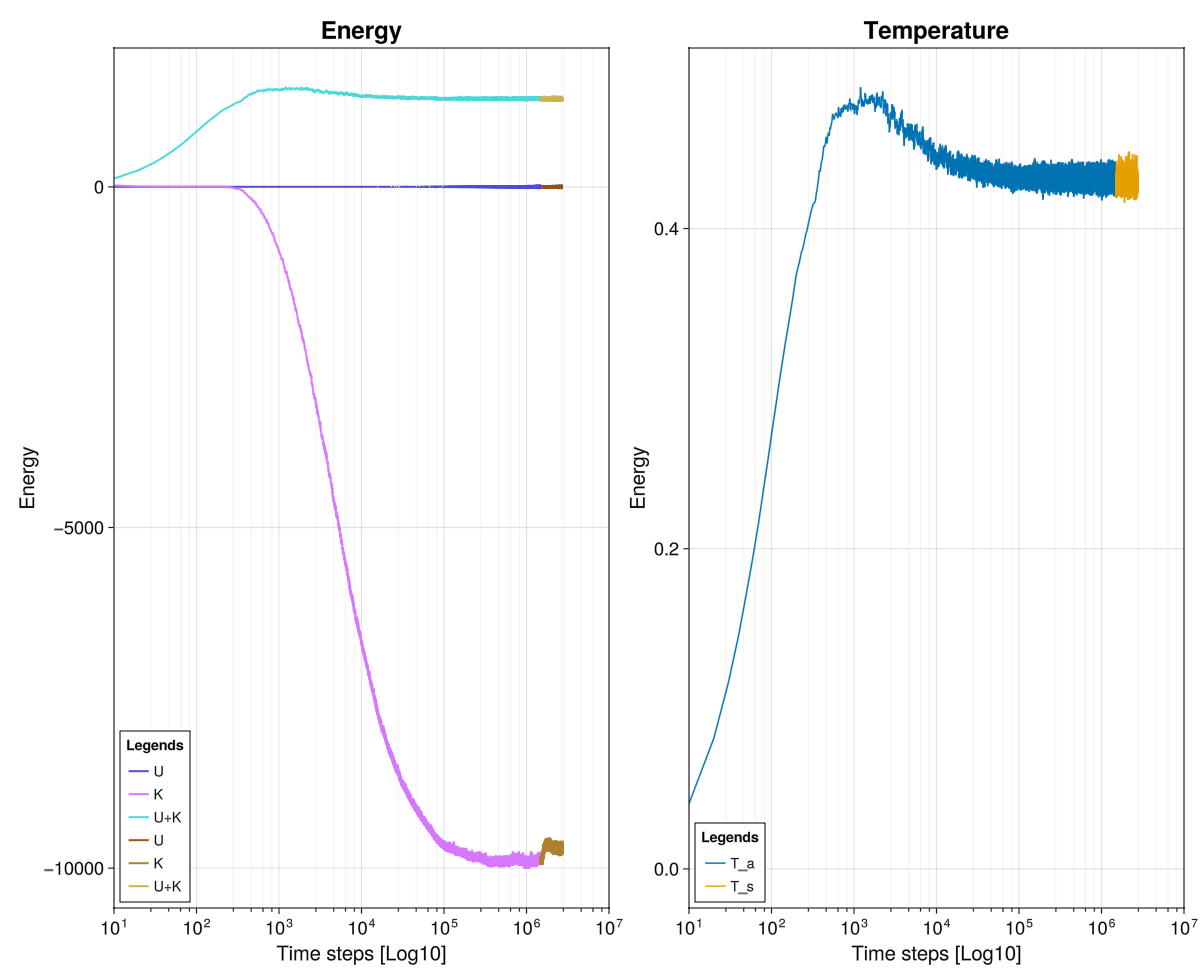 Energy
Energy
0
−5000
−10000
Legends
U
K
U+K
U
K
U+K
10¹ 10² 10³ 10⁴ 10⁵ 10⁶ 10⁷
Time steps [Log10]
Temperature
Energy
0.4
0.2
0.0
Legends
T_a
T_s
10¹ 10² 10³ 10⁴ 10⁵ 10⁶ 10⁷
Time steps [Log10]